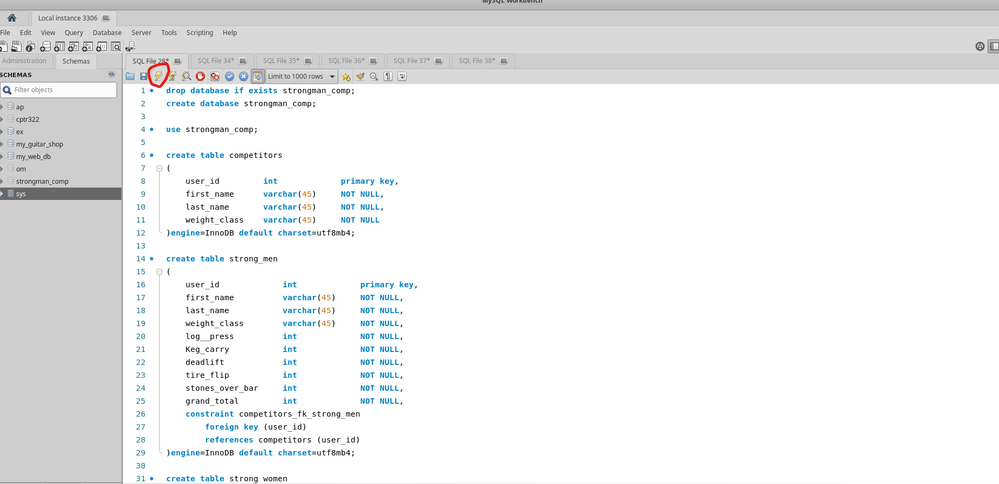 MySQL Workbench
Local instance 3306
File Edit View Query Database Server Tools Scripting Help
Administration Schemas
SQL File 28* SQL File 34* SQL File 35* SQL File 36* SQL File 37* SQL File 38*
SCHEMAS
Limit to 1000 rows
Filter objects
ap
cptr322
ex
my_guitar_shop
my_web_db
om
strongman_comp
sys
1 drop database if exists strongman_comp;
2 create database strongman_comp;
3
4 use strongman_comp;
5
6 create table competitors
7 (
8 user_id int primary key,
9 first_name varchar(45) NOT NULL,
10 last_name varchar(45) NOT NULL,
11 weight_class varchar(45) NOT NULL
12 )engine=InnoDB default charset=utf8mb4;
13
14 create table strong_men
15 (
16 user_id int primary key,
17 first_name varchar(45) NOT NULL,
18 last_name varchar(45) NOT NULL,
19 weight_class varchar(45) NOT NULL,
20 log__press int NOT NULL,
21 Keg_carry int NOT NULL,
22 deadlift int NOT NULL,
23 tire_flip int NOT NULL,
24 stones_over_bar int NOT NULL,
25 grand_total int NOT NULL,
26 constraint competitors_fk_strong_men
27 foreign key (user_id)
28 references competitors (user_id)
29 )engine=InnoDB default charset=utf8mb4;
30
31 create table strong women